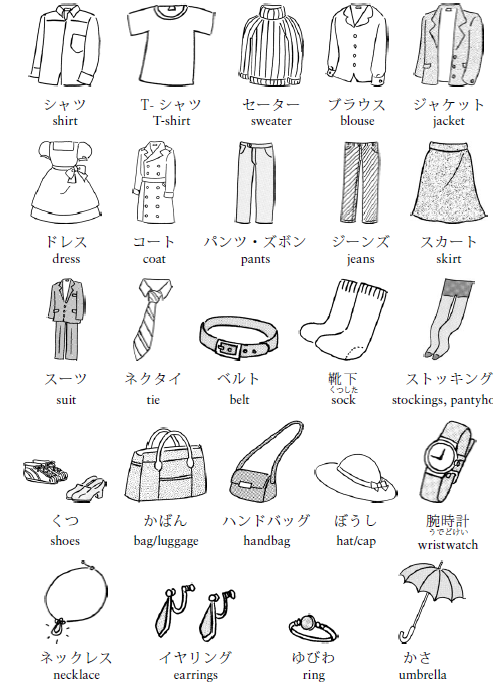 シャツ T- シャツ セーター ブラウス ジャケット
shirt T-shirt sweater blouse jacket
ドレス コート パンツ・ズボン ジーンズ スカート
dress coat pants jeans skirt
スーツ ネクタイ ベルト 靴下 ストッキング
くつした
suit tie belt sock stockings, pantyho
くつ かばん ハンドバッグ ぼうし 腕時計
うでどけい
shoes bag/luggage handbag hat/cap wristwatch
ネックレス イヤリング ゆびわ かさ
necklace earrings ring umbrella